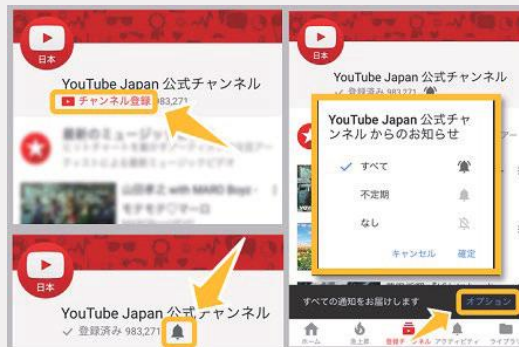 日本
YouTube Japan 公式チャンネル
チャンネル登録 983,271
最新のミュージック
山田孝之 with MARO Boyz -
モテモテ♡マーロ
日本
YouTube Japan 公式チャンネル
登録済み 983,271
日本
YouTube Japan 公式チャンネル
登録済み 983,271
YouTube Japan 公式チャ
ンネル からのお知らせ
すべて
不定期
なし
キャンセル 確定
すべての通知をお届けします オプション
ホーム 急上昇 登録チャンネル アクティビティ ライブラリ